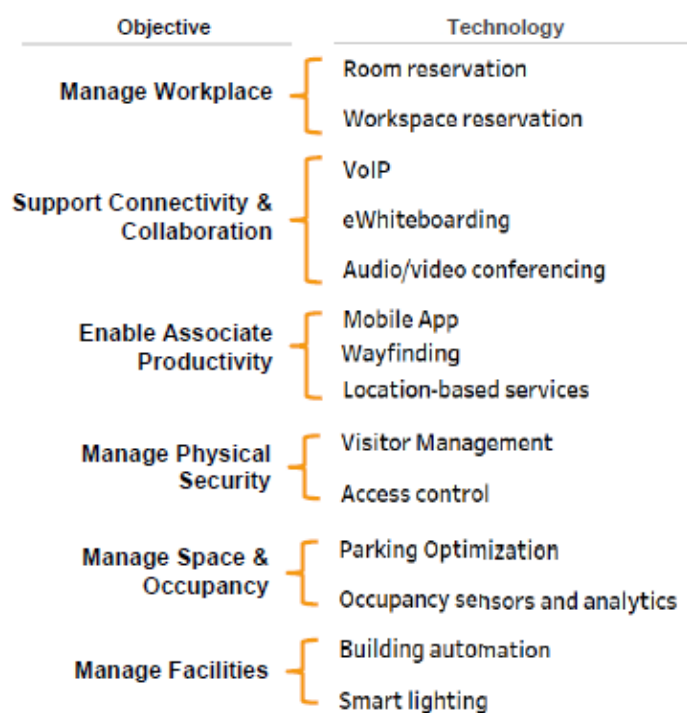 Objective
Technology
Manage Workplace
Room reservation
Workspace reservation
Support Connectivity &
Collaboration
VoIP
eWhiteboarding
Audio/video conferencing
Enable Associate
Productivity
Mobile App
Wayfinding
Location-based services
Manage Physical
Security
Visitor Management
Access control
Manage Space &
Occupancy
Parking Optimization
Occupancy sensors and analytics
Manage Facilities
Building automation
Smart lighting